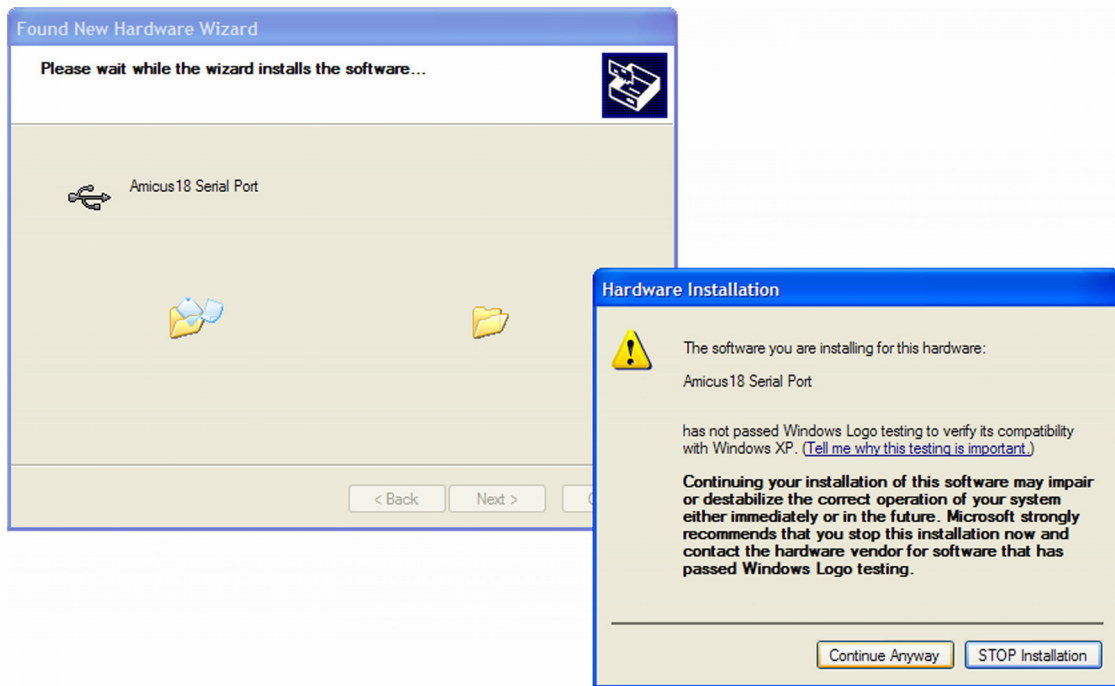 Found New Hardware Wizard
Please wait while the wizard installs the software...
Amicus18 Serial Port
< Back
Next >
Hardware Installation
The software you are installing for this hardware:
Amicus18 Serial Port
has not passed Windows Logo testing to verify its compatibility
with Windows XP. (Tell me why this testing is important.)
Continuing your installation of this software may impair
or destabilize the correct operation of your system
either immediately or in the future. Microsoft strongly
recommends that you stop this installation now and
contact the hardware vendor for software that has
passed Windows Logo testing.
Continue Anyway
STOP Installation